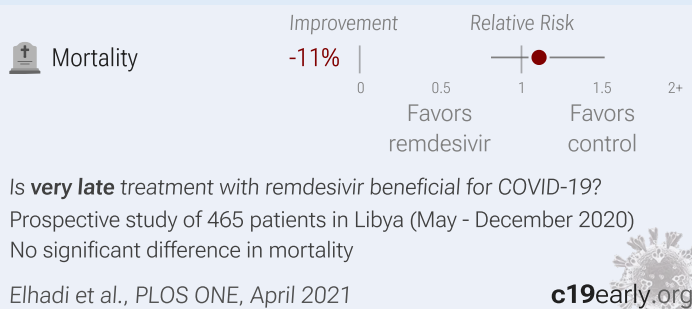 Improvement Relative Risk
Mortality -11%
0 0.5 1 1.5 2+
Favors remdesivir
Favors control
Is very late treatment with remdesivir beneficial for COVID-19?
Prospective study of 465 patients in Libya (May - December 2020)
No significant difference in mortality
Elhadi et al., PLOS ONE, April 2021 c19early.org